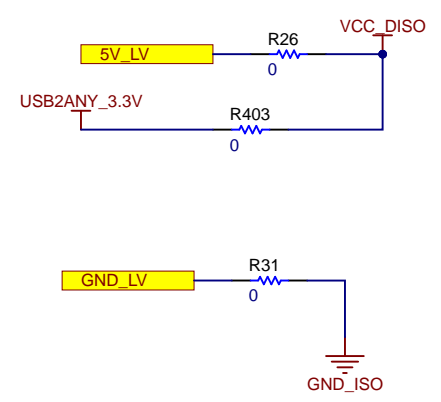 VCC_DISO
R26
5V_LV
0
USB2ANY_3.3V
R403
0
R31
GND_LV
0
GND_ISO